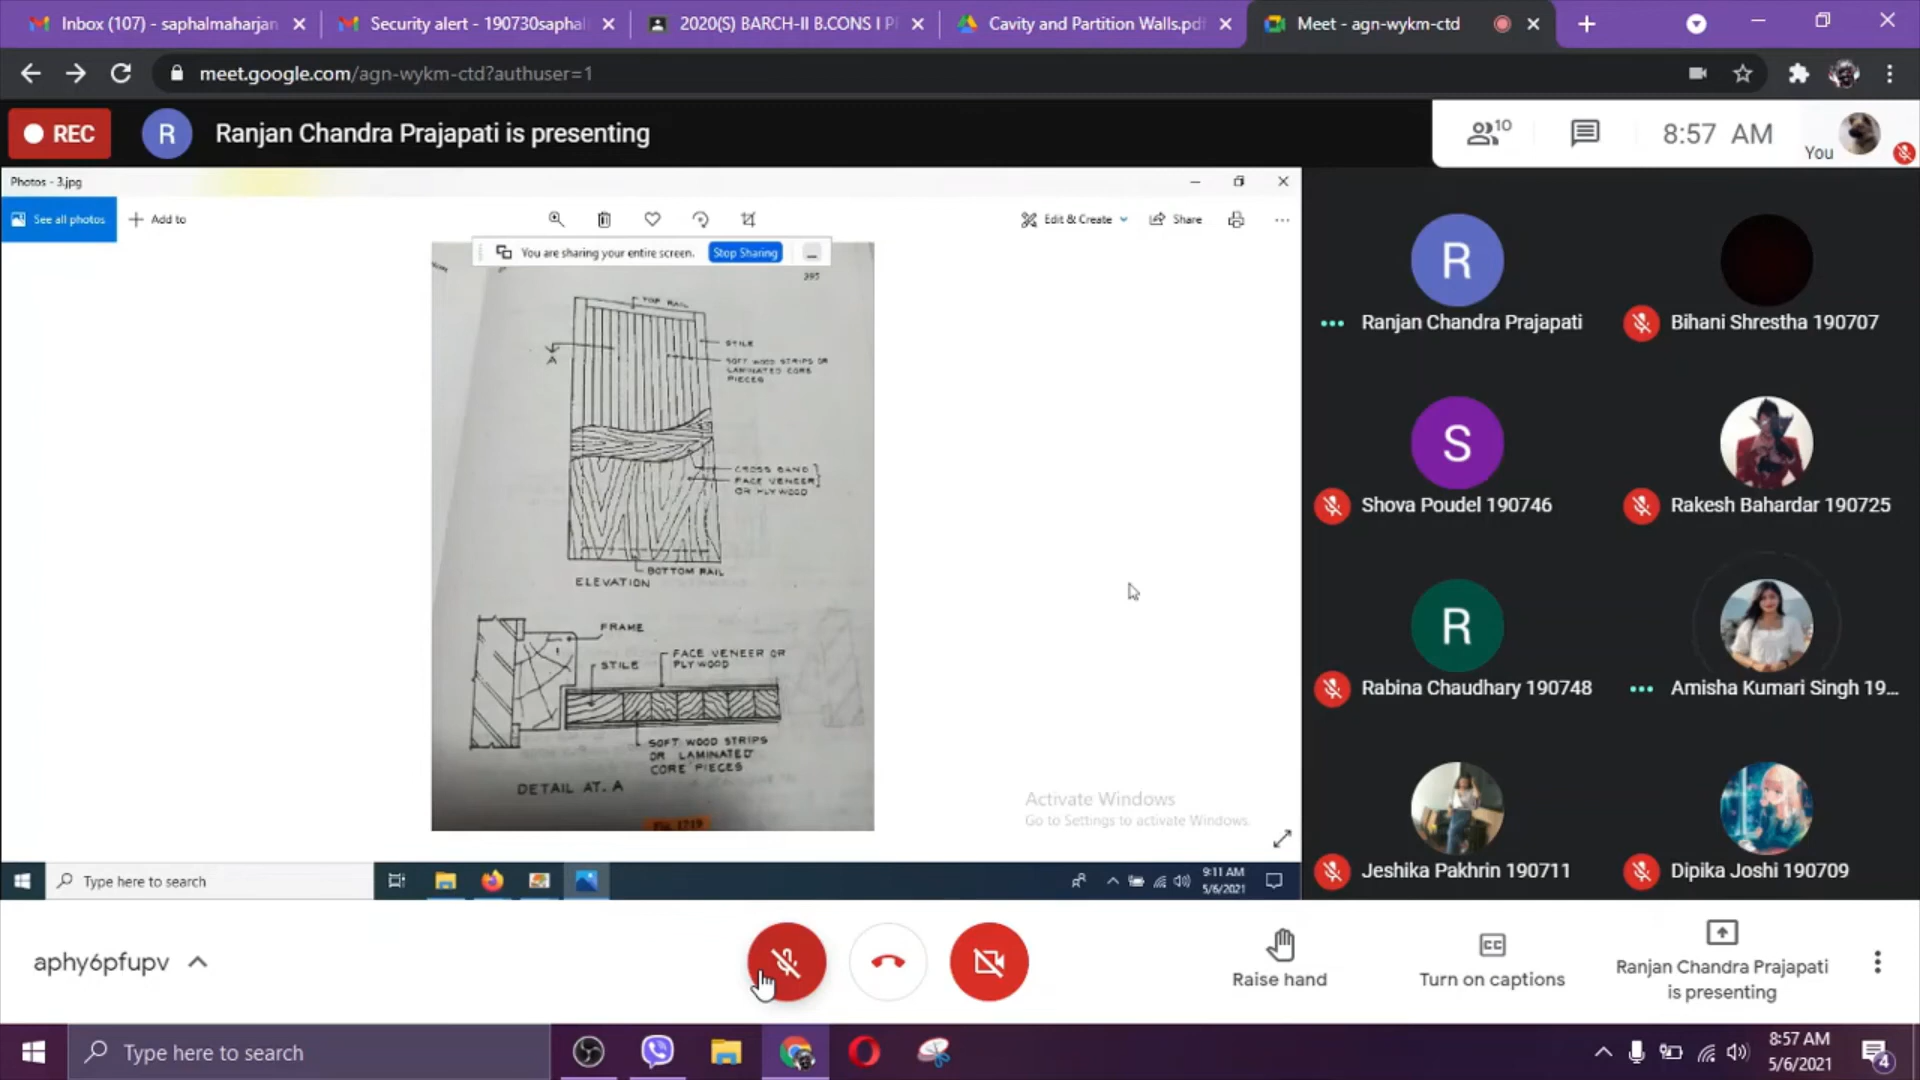 Inbox (107) - saphalmaharjan
Security alert - 190730saphal
2020(S) BARCH-II B.CONS I P
Cavity and Partition Walls.pdf
Meet - agn-wykm-ctd
meet.google.com/agn-wykm-ctd?authuser=1
REC
R
Ranjan Chandra Prajapati is presenting
10
8:57 AM
You
Photos - 3.jpg
See all photos
Add to
Edit & Create
Share
You are sharing your entire screen.
Stop Sharing
395
TOP RAIL
STILE
A
SOFT WOOD STRIPS OR
LAMINATED CORE
PIECES
CROSS BAND
FACE VENEER
OR PLYWOOD
BOTTOM RAIL
ELEVATION
FRAME
STILE
FACE VENEER OR
PLYWOOD
SOFT WOOD STRIPS
OR LAMINATED
CORE PIECES
DETAIL AT. A
Fig. 1719
Activate Windows
Go to Settings to activate Windows.
Type here to search
9:11 AM
5/6/2021
R
Ranjan Chandra Prajapati
Bihani Shrestha 190707
S
Shova Poudel 190746
Rakesh Bahardar 190725
R
Rabina Chaudhary 190748
Amisha Kumari Singh 19...
Jeshika Pakhrin 190711
Dipika Joshi 190709
aphy6pfupv
Raise hand
CC
Turn on captions
Ranjan Chandra Prajapati
is presenting
Type here to search
8:57 AM
5/6/2021
4